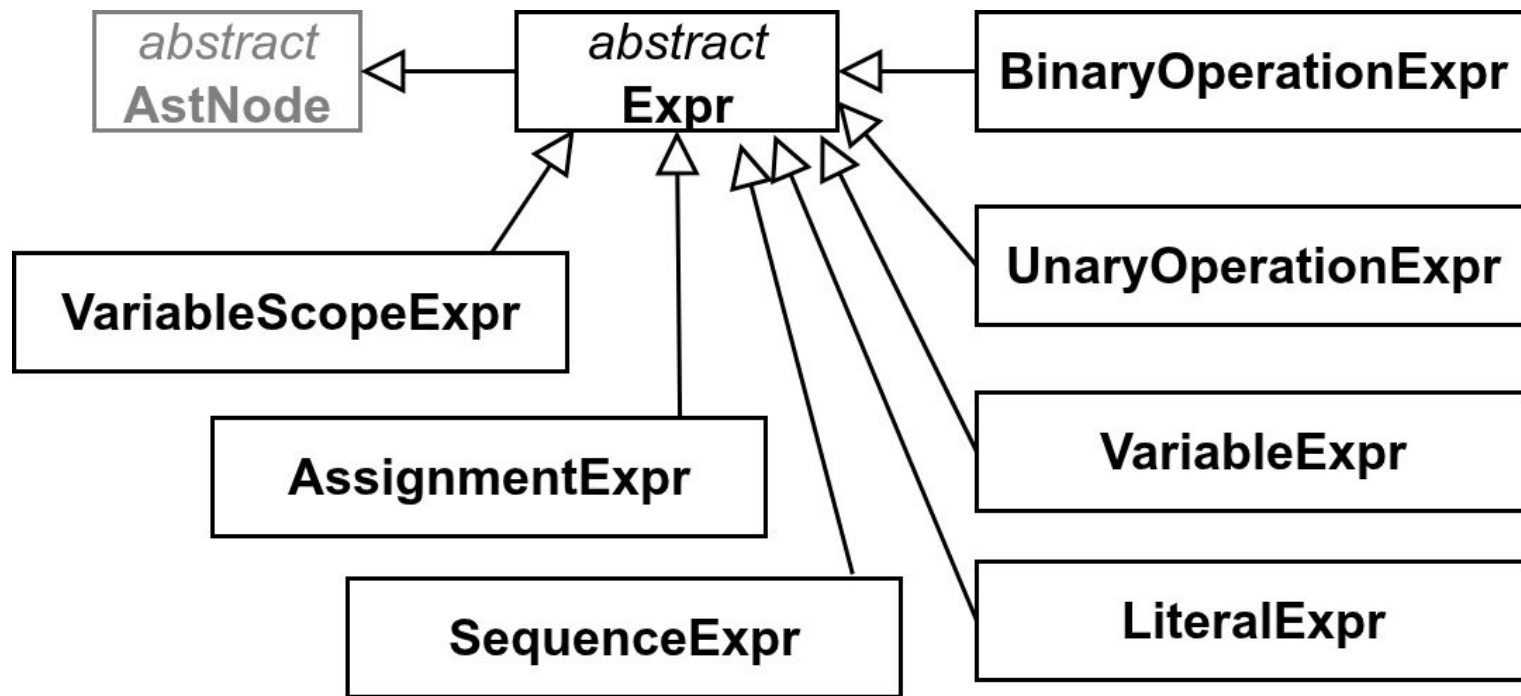 abstract
AstNode
abstract
Expr
BinaryOperationExpr
UnaryOperationExpr
VariableScopeExpr
VariableExpr
AssignmentExpr
LiteralExpr
SequenceExpr